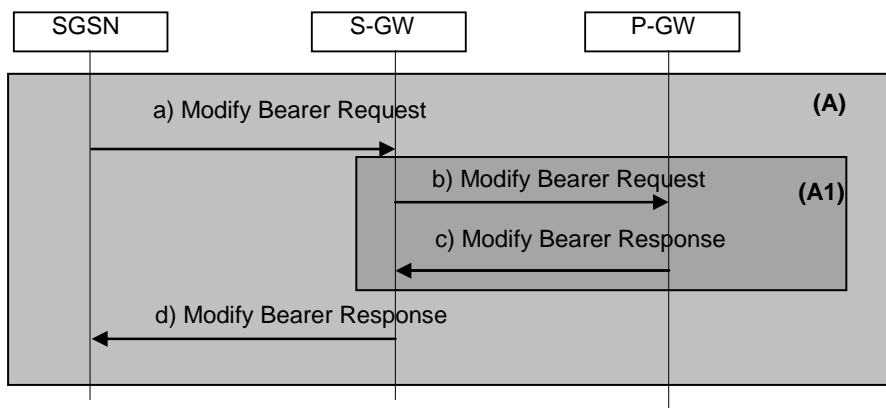 SGSN
S-GW
P-GW
(A)
a) Modify Bearer Request
b) Modify Bearer Request
(A1)
c) Modify Bearer Response
d) Modify Bearer Response